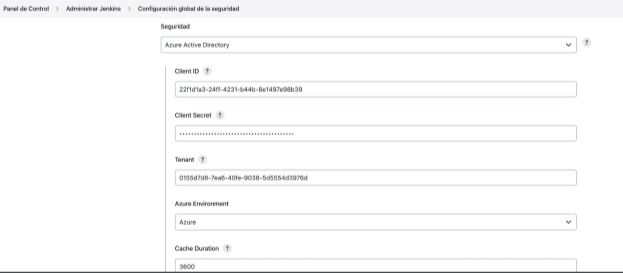 Panel de Control > Administrar Jenkins > Configuración global de la seguridad
Seguridad
Azure Active Directory
?
Client ID ?
22f1d1a3-24ff-4231-b44b-8e1497e98b39
Client Secret ?
Tenant ?
0155d7d8-7ea6-40fe-9038-5d5554d3976d
Azure Environment
Azure
Cache Duration ?
3600